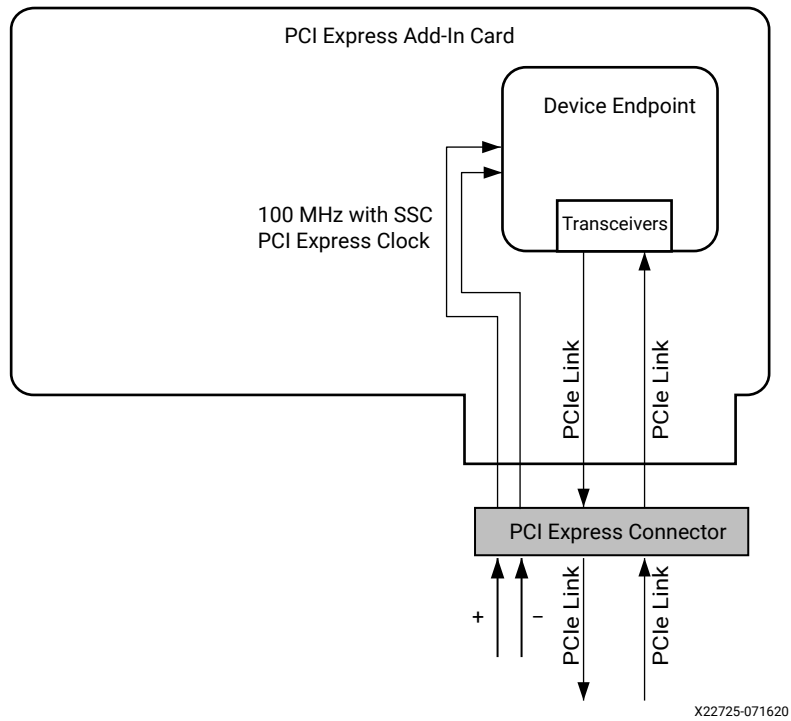 PCI Express Add-In Card
Device Endpoint
100 MHz with SSC
PCI Express Clock
Transceivers
PCIe Link
PCIe Link
PCI Express Connector
+
–
PCIe Link
PCIe Link
X22725-071620